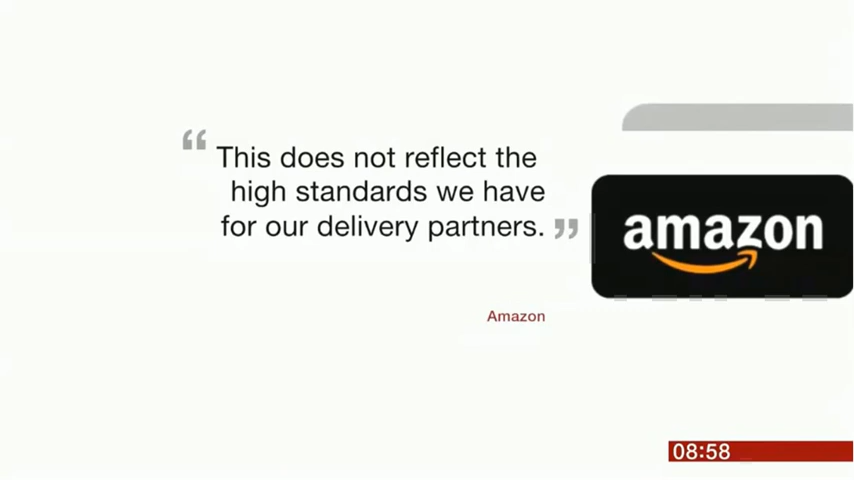 “ This does not reflect the
high standards we have
for our delivery partners. ”
Amazon
amazon
08:58